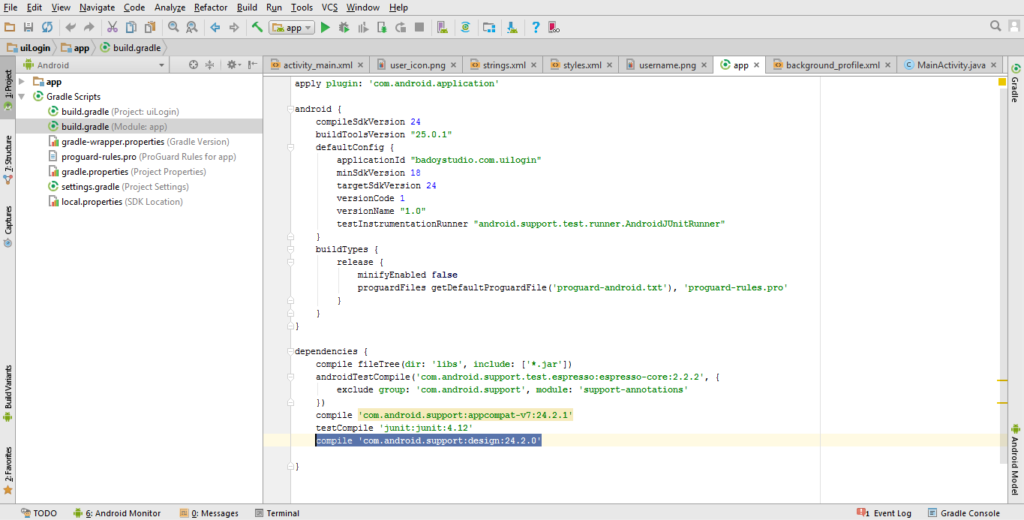 File Edit View Navigate Code Analyze Refactor Build Run Tools VCS Window Help
app
uiLogin app build.gradle
1: Project
7: Structure
Captures
Build Variants
2: Favorites
Android
app
Gradle Scripts
build.gradle (Project: uiLogin)
build.gradle (Module: app)
gradle-wrapper.properties (Gradle Version)
proguard-rules.pro (ProGuard Rules for app)
gradle.properties (Project Properties)
settings.gradle (Project Settings)
local.properties (SDK Location)
activity_main.xml user_icon.png strings.xml styles.xml username.png app background_profile.xml MainActivity.java
apply plugin: 'com.android.application'
android {
compileSdkVersion 24
buildToolsVersion "25.0.1"
defaultConfig {
applicationId "badoystudio.com.uilogin"
minSdkVersion 18
targetSdkVersion 24
versionCode 1
versionName "1.0"
testInstrumentationRunner "android.support.test.runner.AndroidJUnitRunner"
}
buildTypes {
release {
minifyEnabled false
proguardFiles getDefaultProguardFile('proguard-android.txt'), 'proguard-rules.pro'
}
}
}
dependencies {
compile fileTree(dir: 'libs', include: ['*.jar'])
androidTestCompile('com.android.support.test.espresso:espresso-core:2.2.2', {
exclude group: 'com.android.support', module: 'support-annotations'
})
compile 'com.android.support:appcompat-v7:24.2.1'
testCompile 'junit:junit:4.12'
compile 'com.android.support:design:24.2.0'
}
Gradle
Android Model
TODO 6: Android Monitor 0: Messages Terminal 1 Event Log Gradle Console